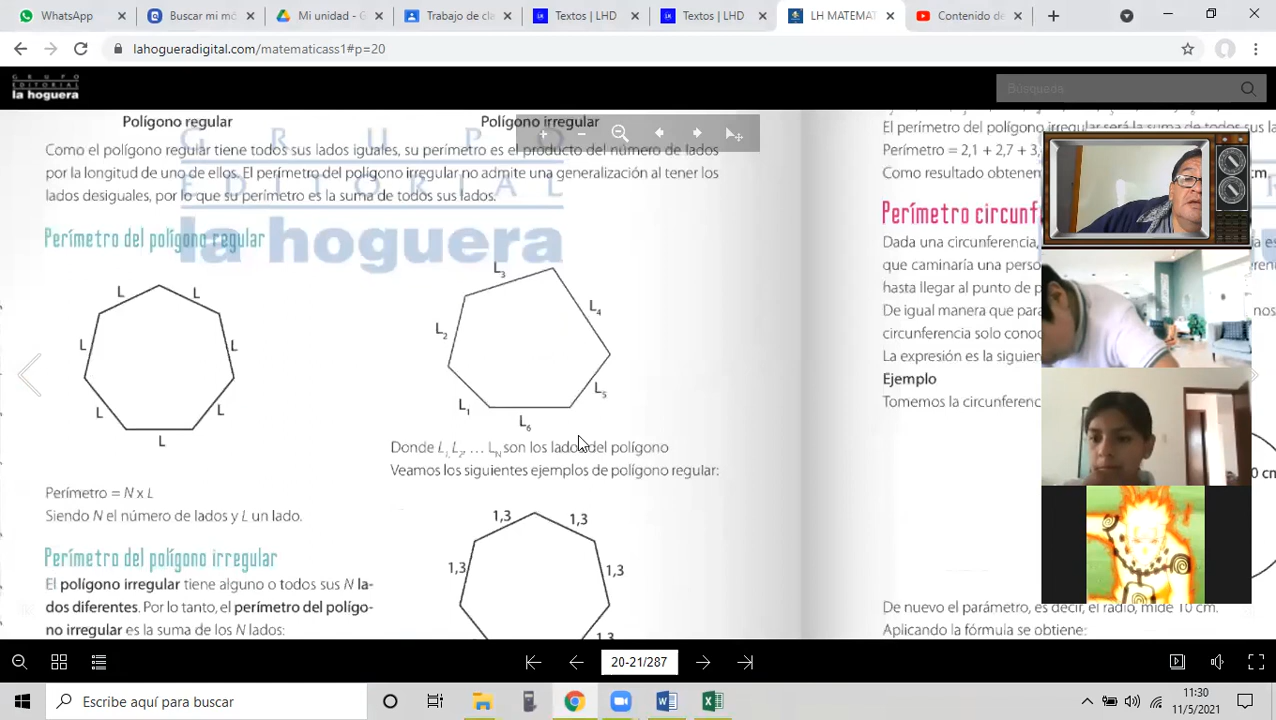 WhatsApp
Buscar mi mó
Mi unidad - G
Trabajo de cla
Textos | LHD
Textos | LHD
LH MATEMAT
Contenido de
lahogueradigital.com/matematicass1#p=20
GRUPO
EDITORIAL
la hoguera
Búsqueda
GRUPO
EDITORIAL
la hoguera
Polígono regular
Polígono irregular
Como el polígono regular tiene todos sus lados iguales, su perímetro es el producto del número de lados
por la longitud de uno de ellos. El perímetro del polígono irregular no admite una generalización al tener los
lados desiguales, por lo que su perímetro es la suma de todos sus lados.
Perímetro del polígono regular
L
L
L
L
L
L
L
L3
L4
L2
L5
L1
L6
Perímetro = N x L
Siendo N el número de lados y L un lado.
Perímetro del polígono irregular
El polígono irregular tiene alguno o todos sus N la-
dos diferentes. Por lo tanto, el perímetro del polígo-
no irregular es la suma de los N lados:
Donde L1, L2, … LN son los lados del polígono
Veamos los siguientes ejemplos de polígono regular:
1,3
1,3
1,3
1,3
1,3
El perímetro del polígono irregular será la suma de todos sus la
Perímetro = 2,1 + 2,7 + 3,
cm.
Como resultado obtenem
Perímetro circunf
Dada una circunferencia,
que caminaría una perso
hasta llegar al punto de p
De igual manera que para
nos
circunferencia solo conoc
La expresión es la siguien
Ejemplo
Tomemos la circunferenc
0 cm
De nuevo el parámetro, es decir, el radio, mide 10 cm.
Aplicando la fórmula se obtiene:
20-21/287
Escribe aquí para buscar
11:30
11/5/2021